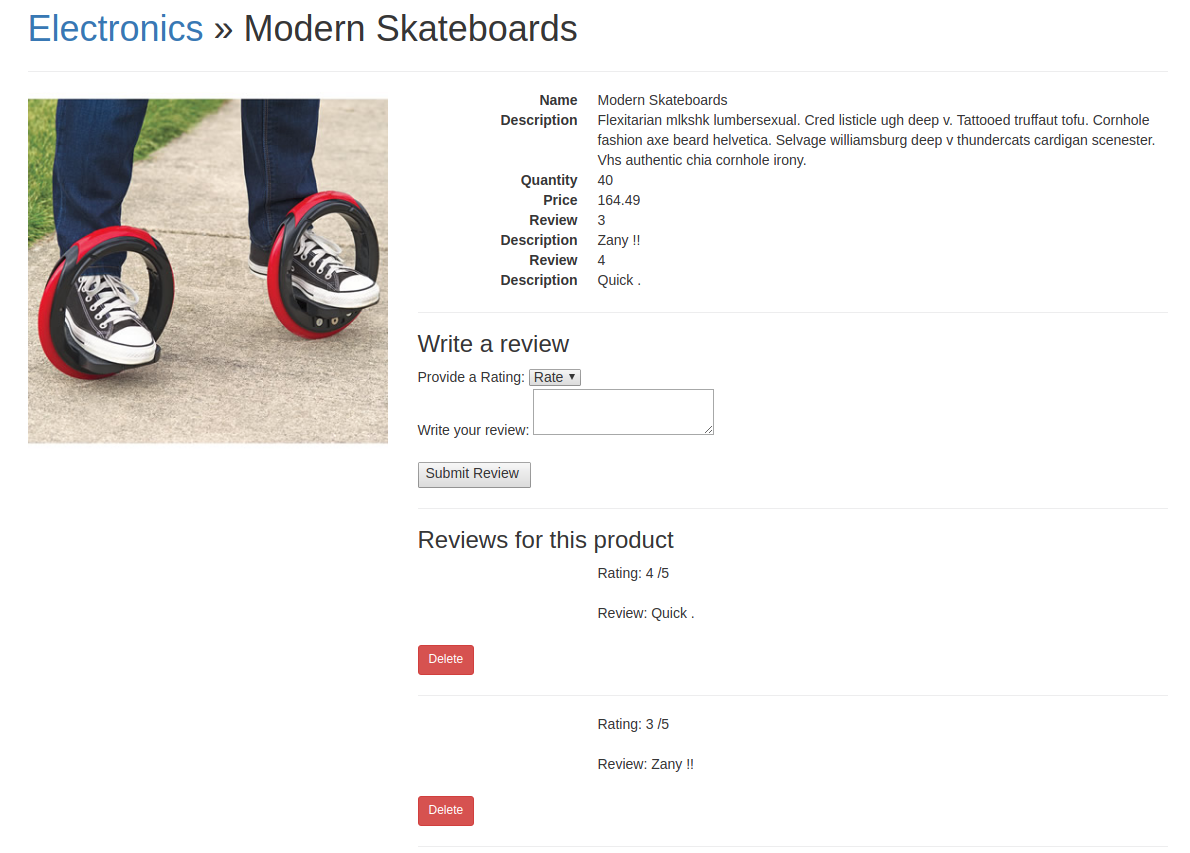 Electronics » Modern Skateboards
Name Modern Skateboards
Description Flexitarian mlkshk lumbersexual. Cred listicle ugh deep v. Tattooed truffaut tofu. Cornhole
fashion axe beard helvetica. Selvage williamsburg deep v thundercats cardigan scenester.
Vhs authentic chia cornhole irony.
Quantity 40
Price 164.49
Review 3
Description Zany !!
Review 4
Description Quick .
Write a review
Provide a Rating: Rate
Write your review:
Submit Review
Reviews for this product
Rating: 4 /5
Review: Quick .
Delete
Rating: 3 /5
Review: Zany !!
Delete